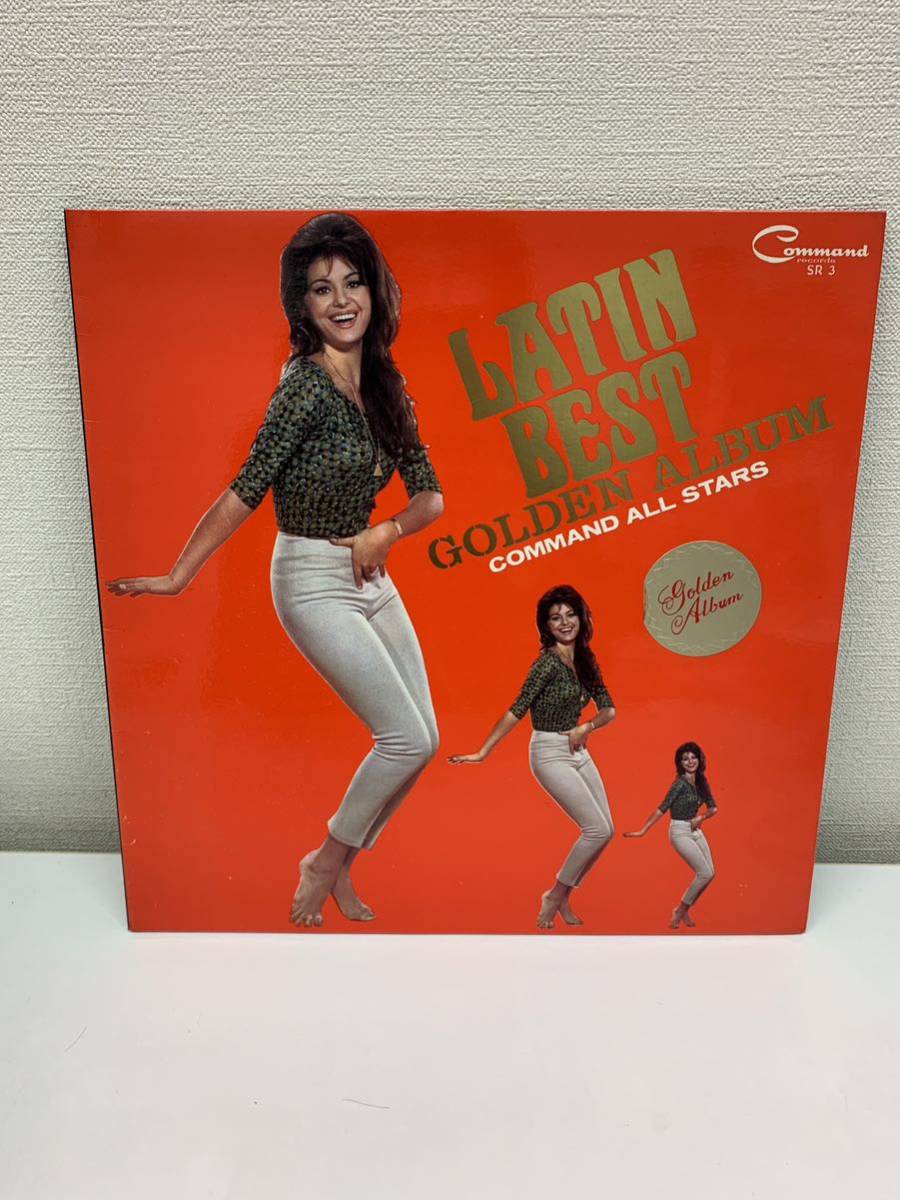 Command
records
SR 3
LATIN
BEST
GOLDEN ALBUM
COMMAND ALL STARS
Golden
Album